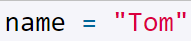 name = "Tom"